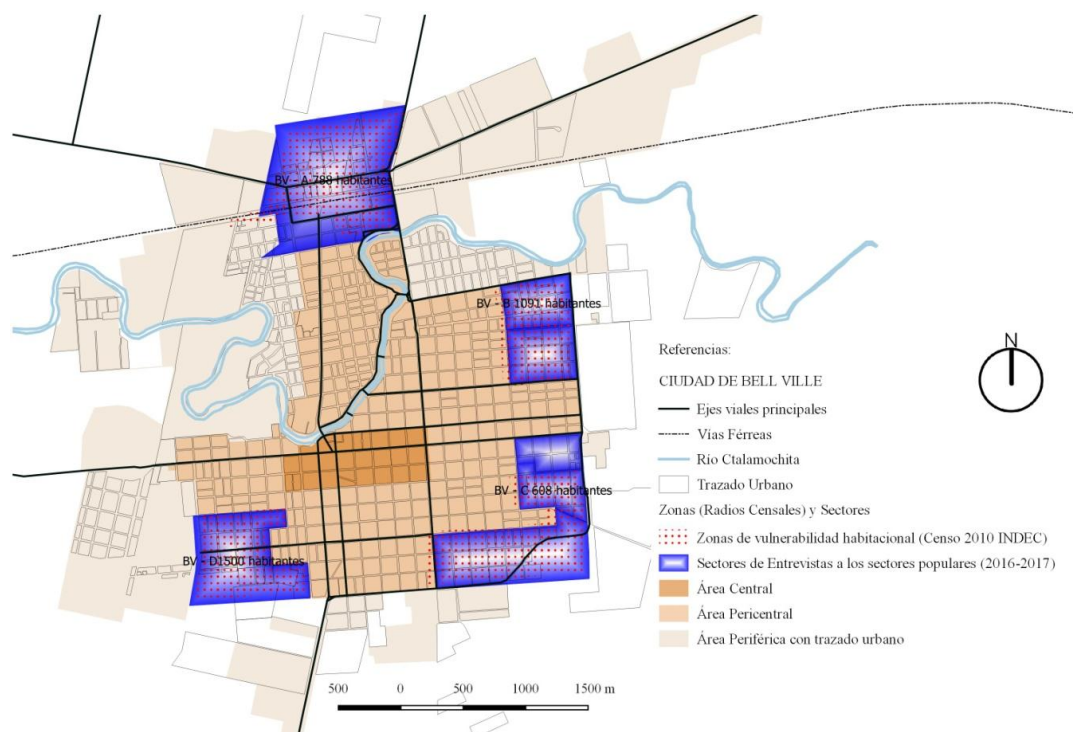 BV - A 788 habitantes
BV - B 1091 habitantes
BV - C 608 habitantes
BV - D1500 habitantes
N
Referencias:
CIUDAD DE BELL VILLE
Ejes viales principales
Vías Férreas
Río Ctalamochita
Trazado Urbano
Zonas (Radios Censales) y Sectores
Zonas de vulnerabilidad habitacional (Censo 2010 INDEC)
Sectores de Entrevistas a los sectores populares (2016-2017)
Área Central
Área Pericentral
Área Periférica con trazado urbano
500 0 500 1000 1500 m